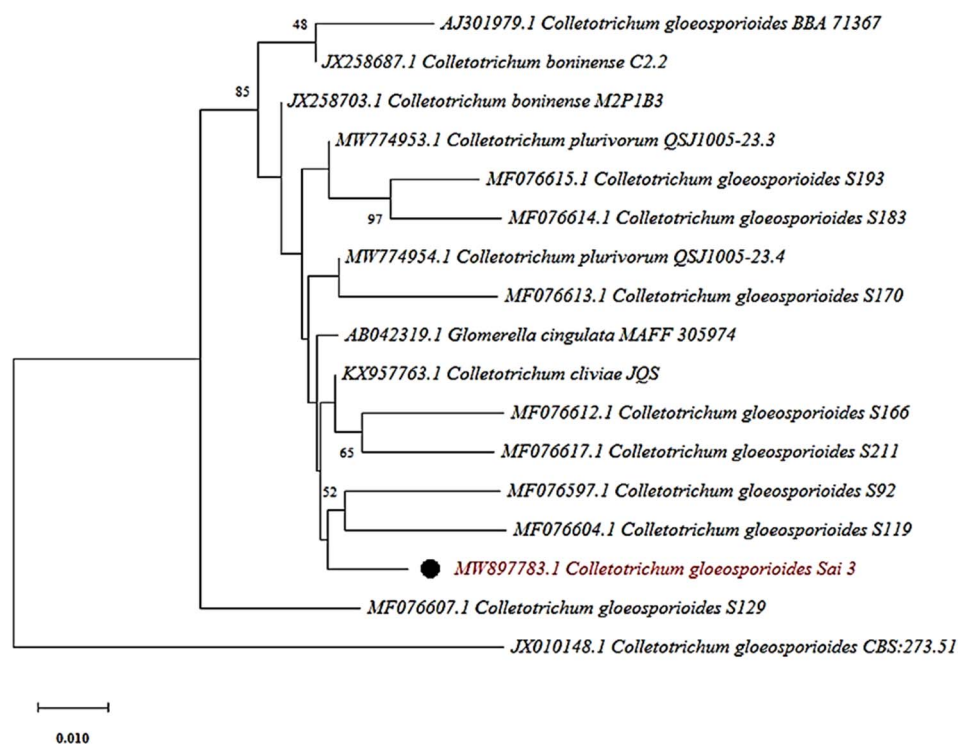 48
AJ301979.1 Colletotrichum gloeosporioides BBA 71367
JX258687.1 Colletotrichum boninense C2.2
85
JX258703.1 Colletotrichum boninense M2P1B3
MW774953.1 Colletotrichum plurivorum QSJ1005-23.3
MF076615.1 Colletotrichum gloeosporioides S193
97
MF076614.1 Colletotrichum gloeosporioides S183
MW774954.1 Colletotrichum plurivorum QSJ1005-23.4
MF076613.1 Colletotrichum gloeosporioides S170
AB042319.1 Glomerella cingulata MAFF 305974
KX957763.1 Colletotrichum cliviae JQS
MF076612.1 Colletotrichum gloeosporioides S166
65
MF076617.1 Colletotrichum gloeosporioides S211
52
MF076597.1 Colletotrichum gloeosporioides S92
MF076604.1 Colletotrichum gloeosporioides S119
MW897783.1 Colletotrichum gloeosporioides Sai 3
MF076607.1 Colletotrichum gloeosporioides S129
JX010148.1 Colletotrichum gloeosporioides CBS:273.51
0.010